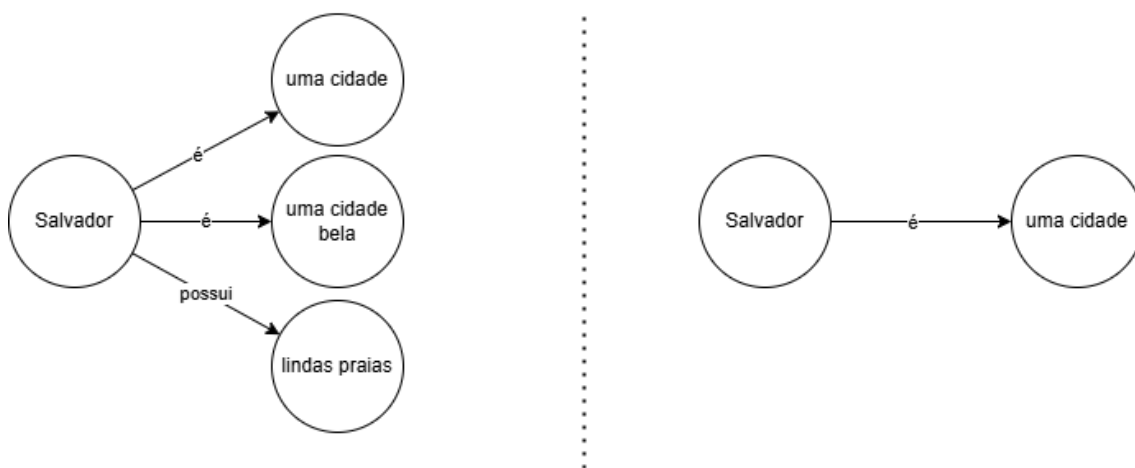 uma cidade
é
Salvador
é
uma cidade
bela
possui
lindas praias
Salvador
é
uma cidade